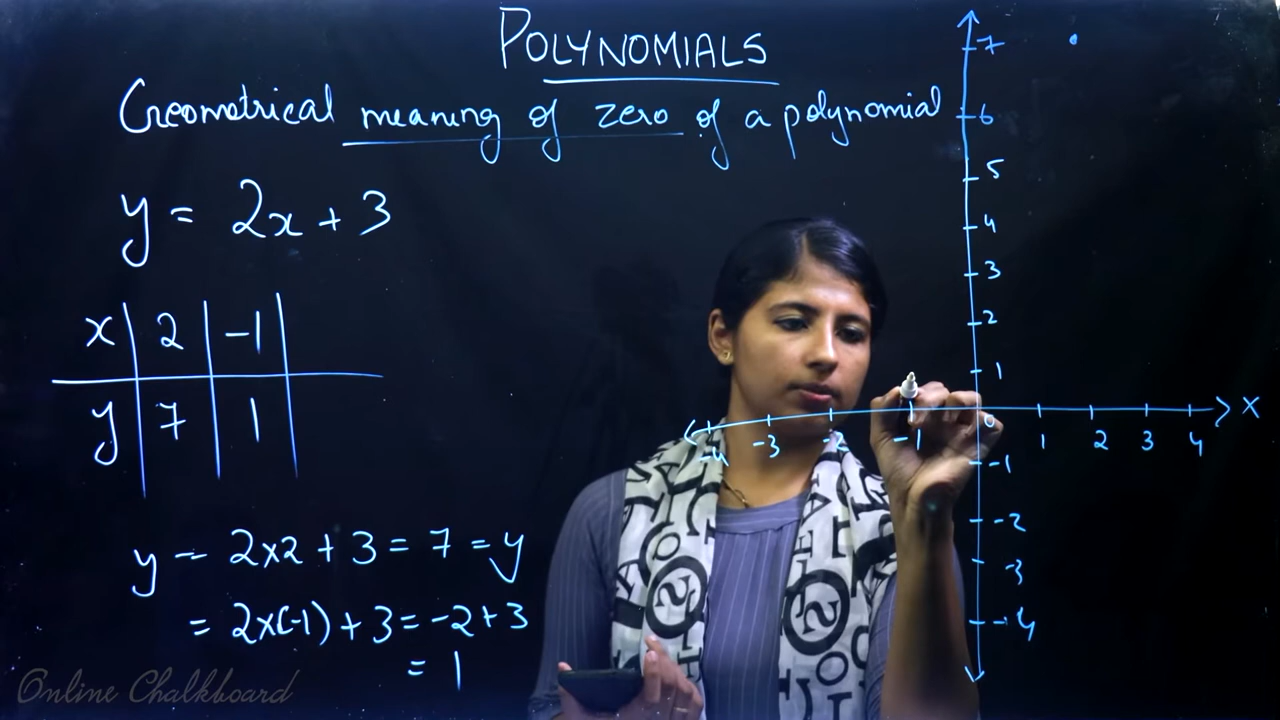 POLYNOMIALS
Geometrical meaning of zero of a polynomial
y = 2x + 3
x 2 -1
y 7 1
y - 2x2 + 3 = 7 = y
= 2x(-1) + 3 = -2 + 3
= 1
7
6
5
4
3
2
1
-4 -3 -2 -1 0 1 2 3 4 X
-1
-2
-3
-4
Online Chalkboard